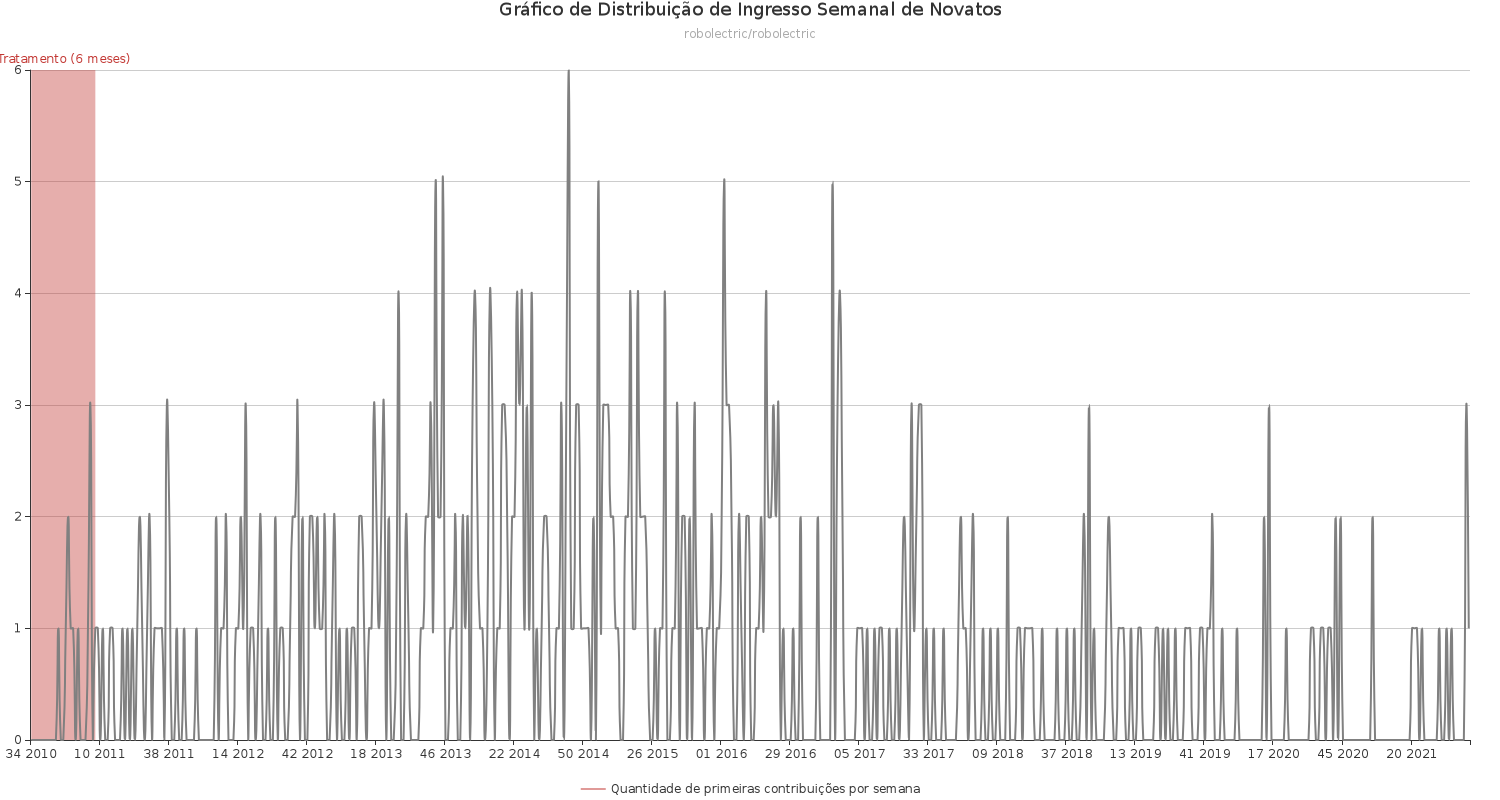 Gráfico de Distribuição de Ingresso Semanal de Novatos
robolectric/robolectric
Tratamento (6 meses)
6
5
4
3
2
1
0
34 2010 10 2011 38 2011 14 2012 42 2012 18 2013 46 2013 22 2014 50 2014 26 2015 01 2016 29 2016 05 2017 33 2017 09 2018 37 2018 13 2019 41 2019 17 2020 45 2020 20 2021
Quantidade de primeiras contribuições por semana